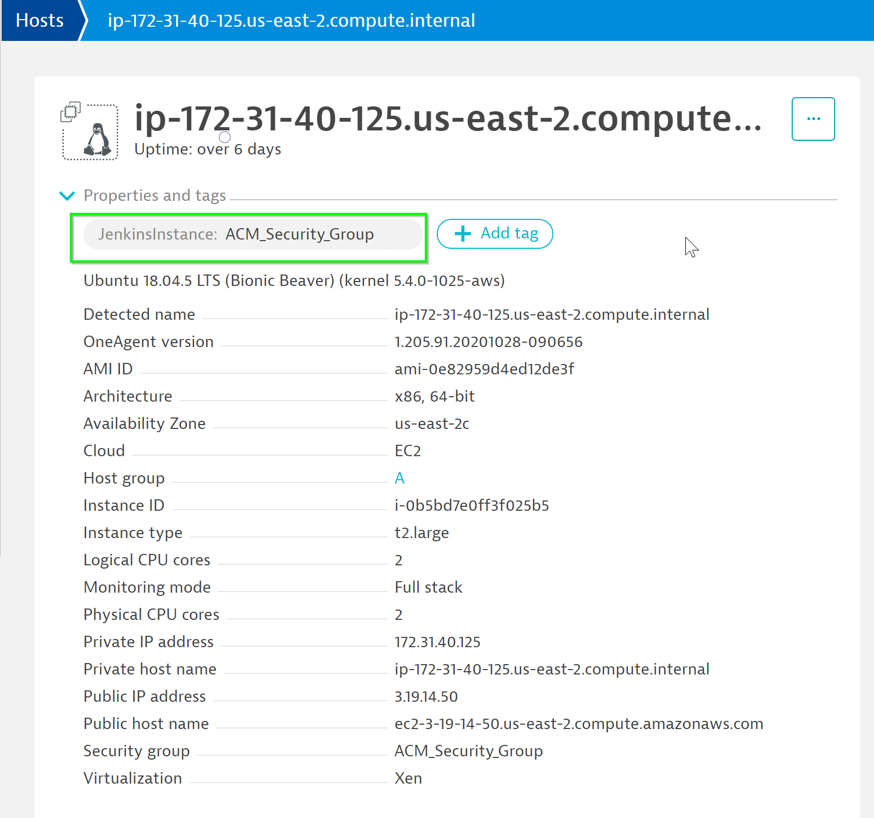 Hosts ip-172-31-40-125.us-east-2.compute.internal
ip-172-31-40-125.us-east-2.compute...
Uptime: over 6 days
...
Properties and tags
JenkinsInstance: ACM_Security_Group + Add tag
Ubuntu 18.04.5 LTS (Bionic Beaver) (kernel 5.4.0-1025-aws)
Detected name ip-172-31-40-125.us-east-2.compute.internal
OneAgent version 1.205.91.20201028-090656
AMI ID ami-0e82959d4ed12de3f
Architecture x86, 64-bit
Availability Zone us-east-2c
Cloud EC2
Host group A
Instance ID i-0b5bd7e0ff3f025b5
Instance type t2.large
Logical CPU cores 2
Monitoring mode Full stack
Physical CPU cores 2
Private IP address 172.31.40.125
Private host name ip-172-31-40-125.us-east-2.compute.internal
Public IP address 3.19.14.50
Public host name ec2-3-19-14-50.us-east-2.compute.amazonaws.com
Security group ACM_Security_Group
Virtualization Xen